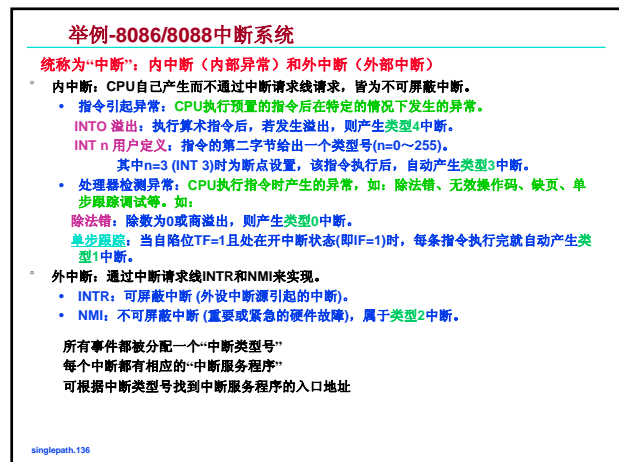 举例-8086/8088中断系统
统称为“中断”：内中断（内部异常）和外中断（外部中断）
° 内中断：CPU自己产生而不通过中断请求线请求，皆为不可屏蔽中断。
• 指令引起异常：CPU执行预置的指令后在特定的情况下发生的异常。
INTO 溢出：执行算术指令后，若发生溢出，则产生类型4中断。
INT n 用户定义：指令的第二字节给出一个类型号(n=0～255)。
其中n=3 (INT 3)时为断点设置，该指令执行后，自动产生类型3中断。
• 处理器检测异常：CPU执行指令时产生的异常，如：除法错、无效操作码、缺页、单
步跟踪调试等。如:
除法错：除数为0或商溢出，则产生类型0中断。
单步跟踪：当自陷位TF=1且处在开中断状态(即IF=1)时，每条指令执行完就自动产生类
型1中断。
° 外中断：通过中断请求线INTR和NMI来实现。
• INTR：可屏蔽中断 (外设中断源引起的中断)。
• NMI：不可屏蔽中断 (重要或紧急的硬件故障)，属于类型2中断。
所有事件都被分配一个“中断类型号”
每个中断都有相应的“中断服务程序”
可根据中断类型号找到中断服务程序的入口地址
singlepath.136